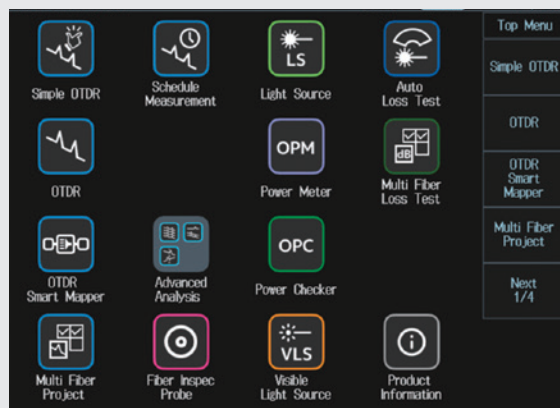 Top Menu
LS
Simple OTDR
Schedule
Measurement
Light Source
Auto
Loss Test
Simple OTDR
OTDR
OPM
dB
OTDR
Power Meter
Multi Fiber
Loss Test
OTDR
Smart
Mapper
OPC
Multi Fiber
Project
OTDR
Smart Mapper
Advanced
Analysis
Power Checker
Next
1/4
VLS
Multi Fiber
Project
Fiber Inspec
Probe
Visible
Light Source
Product
Information